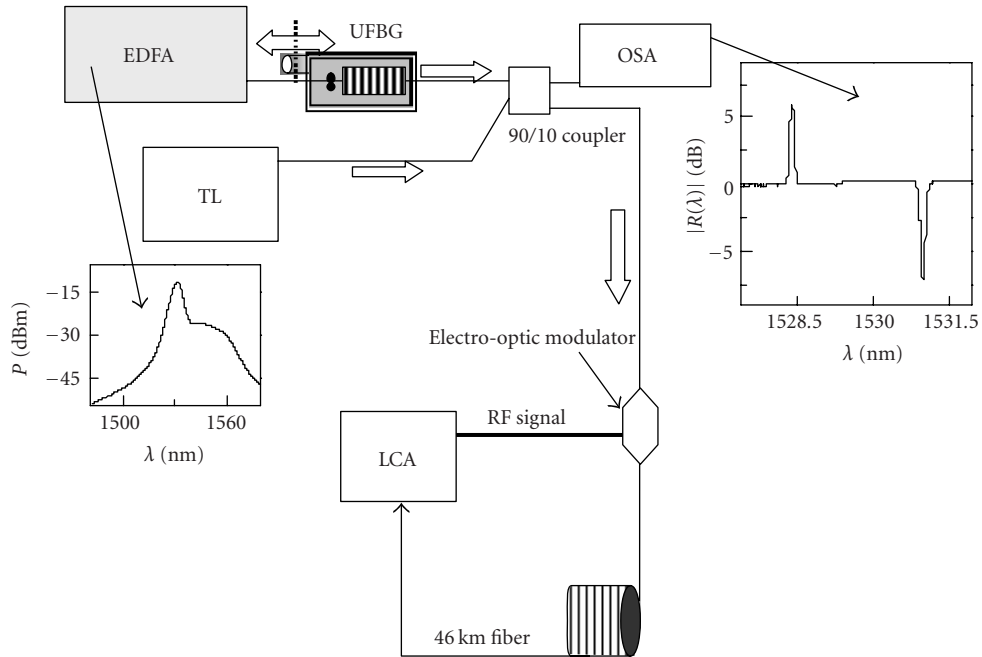 EDFA
UFBG
OSA
90/10 coupler
TL
5
0
−5
|R(λ)| (dB)
1528.5 1530 1531.5
λ (nm)
−15
−30
−45
P (dBm)
1500 1560
λ (nm)
Electro-optic modulator
RF signal
LCA
46 km fiber